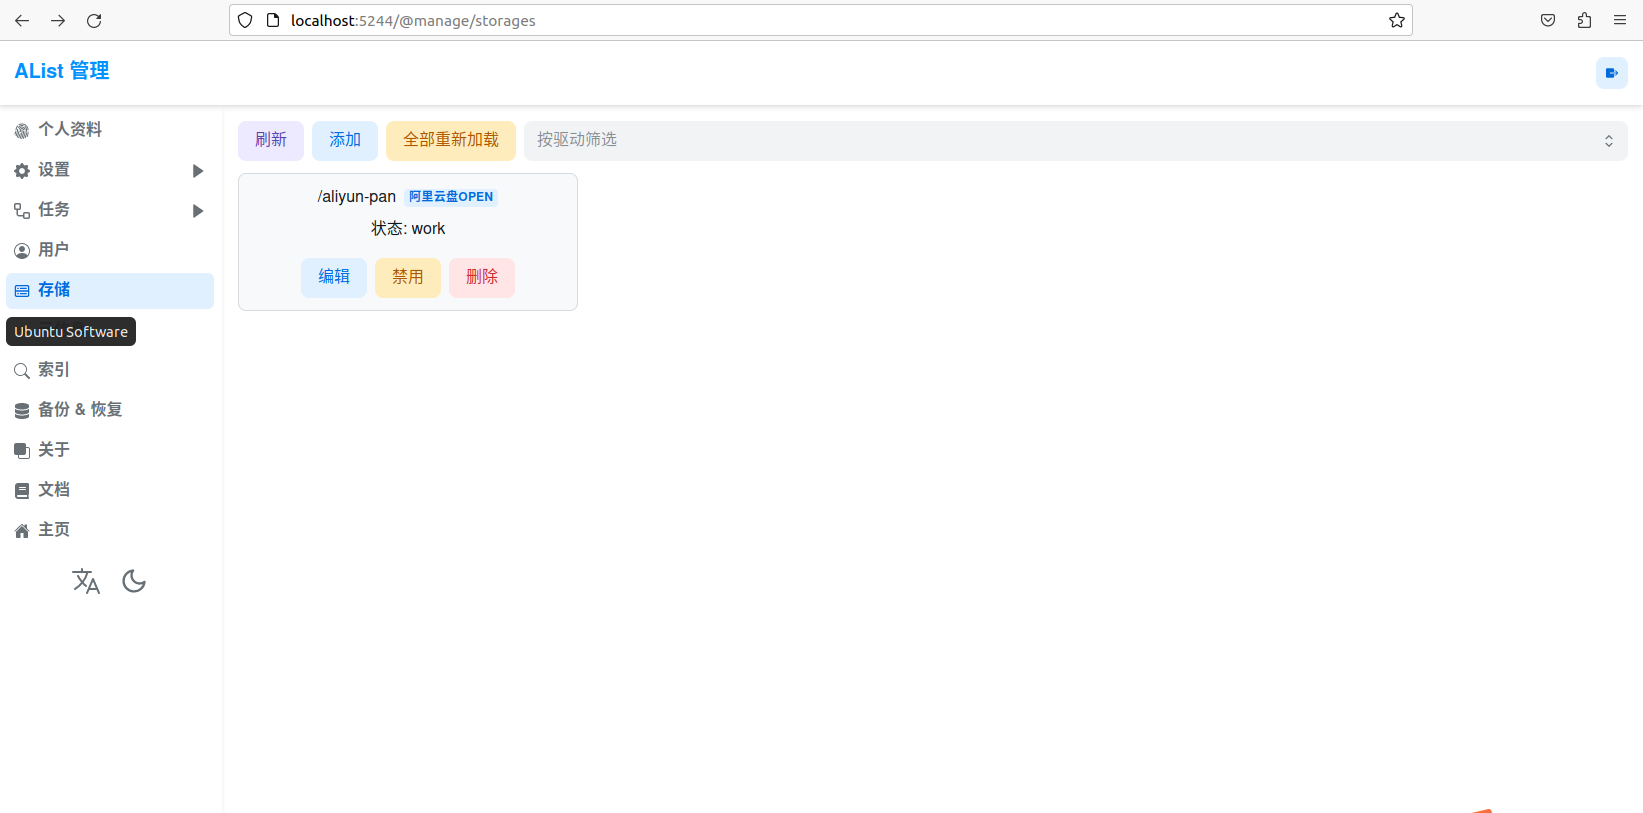 localhost:5244/@manage/storages
AList 管理
个人资料
设置
任务
用户
存储
Ubuntu Software
索引
备份 & 恢复
关于
文档
主页
刷新
添加
全部重新加载
按驱动筛选
/aliyun-pan 阿里云盘OPEN
状态: work
编辑
禁用
删除